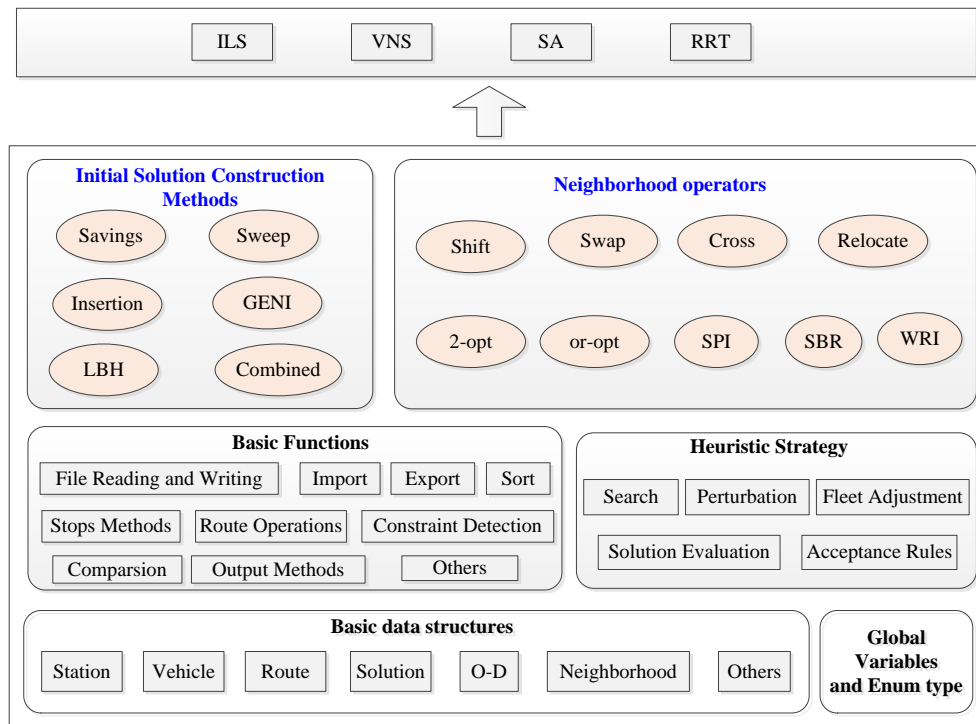 ILS VNS SA RRT
Initial Solution Construction
Methods
Savings Sweep
Insertion GENI
LBH Combined
Neighborhood operators
Shift Swap Cross Relocate
2-opt or-opt SPI SBR WRI
Basic Functions
File Reading and Writing Import Export Sort
Stops Methods Route Operations Constraint Detection
Comparsion Output Methods Others
Heuristic Strategy
Search Perturbation Fleet Adjustment
Solution Evaluation Acceptance Rules
Basic data structures
Station Vehicle Route Solution O-D Neighborhood Others
Global
Variables
and Enum type